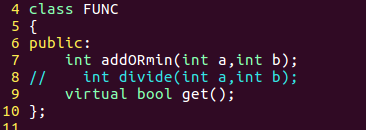 4 class FUNC
5 {
6 public:
7     int addORmin(int a,int b);
8 //    int divide(int a,int b);
9     virtual bool get();
10 };
11